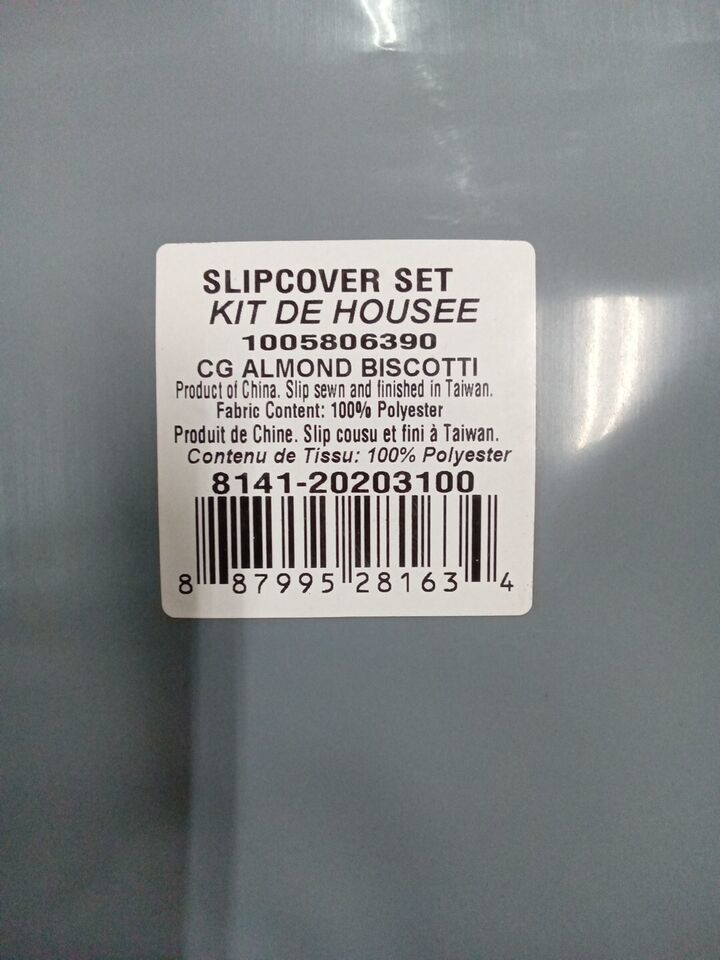 SLIPCOVER SET
KIT DE HOUSEE
1005806390
CG ALMOND BISCOTTI
Product of China. Slip sewn and finished in Taiwan.
Fabric Content: 100% Polyester
Produit de Chine. Slip cousu et fini à Taiwan.
Contenu de Tissu: 100% Polyester
8141-20203100
8 87995 28163 4